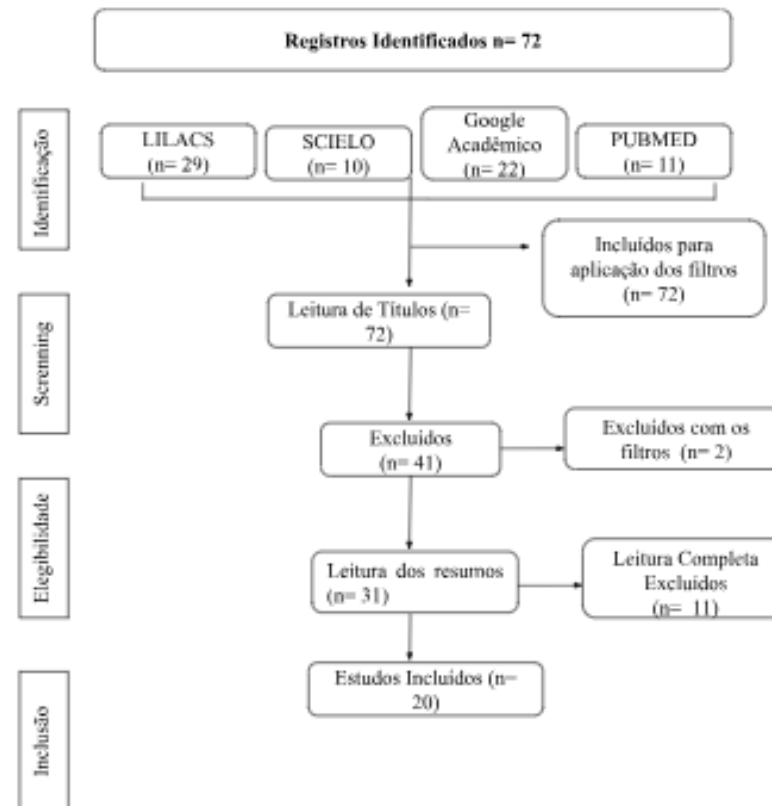 Registros Identificados n= 72
Identificação
LILACS
(n= 29)
SCIELO
(n= 10)
Google
Acadêmico
(n= 22)
PUBMED
(n= 11)
Incluídos para
aplicação dos filtros
(n= 72)
Screnning
Leitura de Títulos (n=
72)
Excluídos
(n= 41)
Excluídos com os
filtros (n= 2)
Elegibilidade
Leitura dos resumos
(n= 31)
Leitura Completa
Excluídos
(n= 11)
Inclusão
Estudos Incluídos (n=
20)